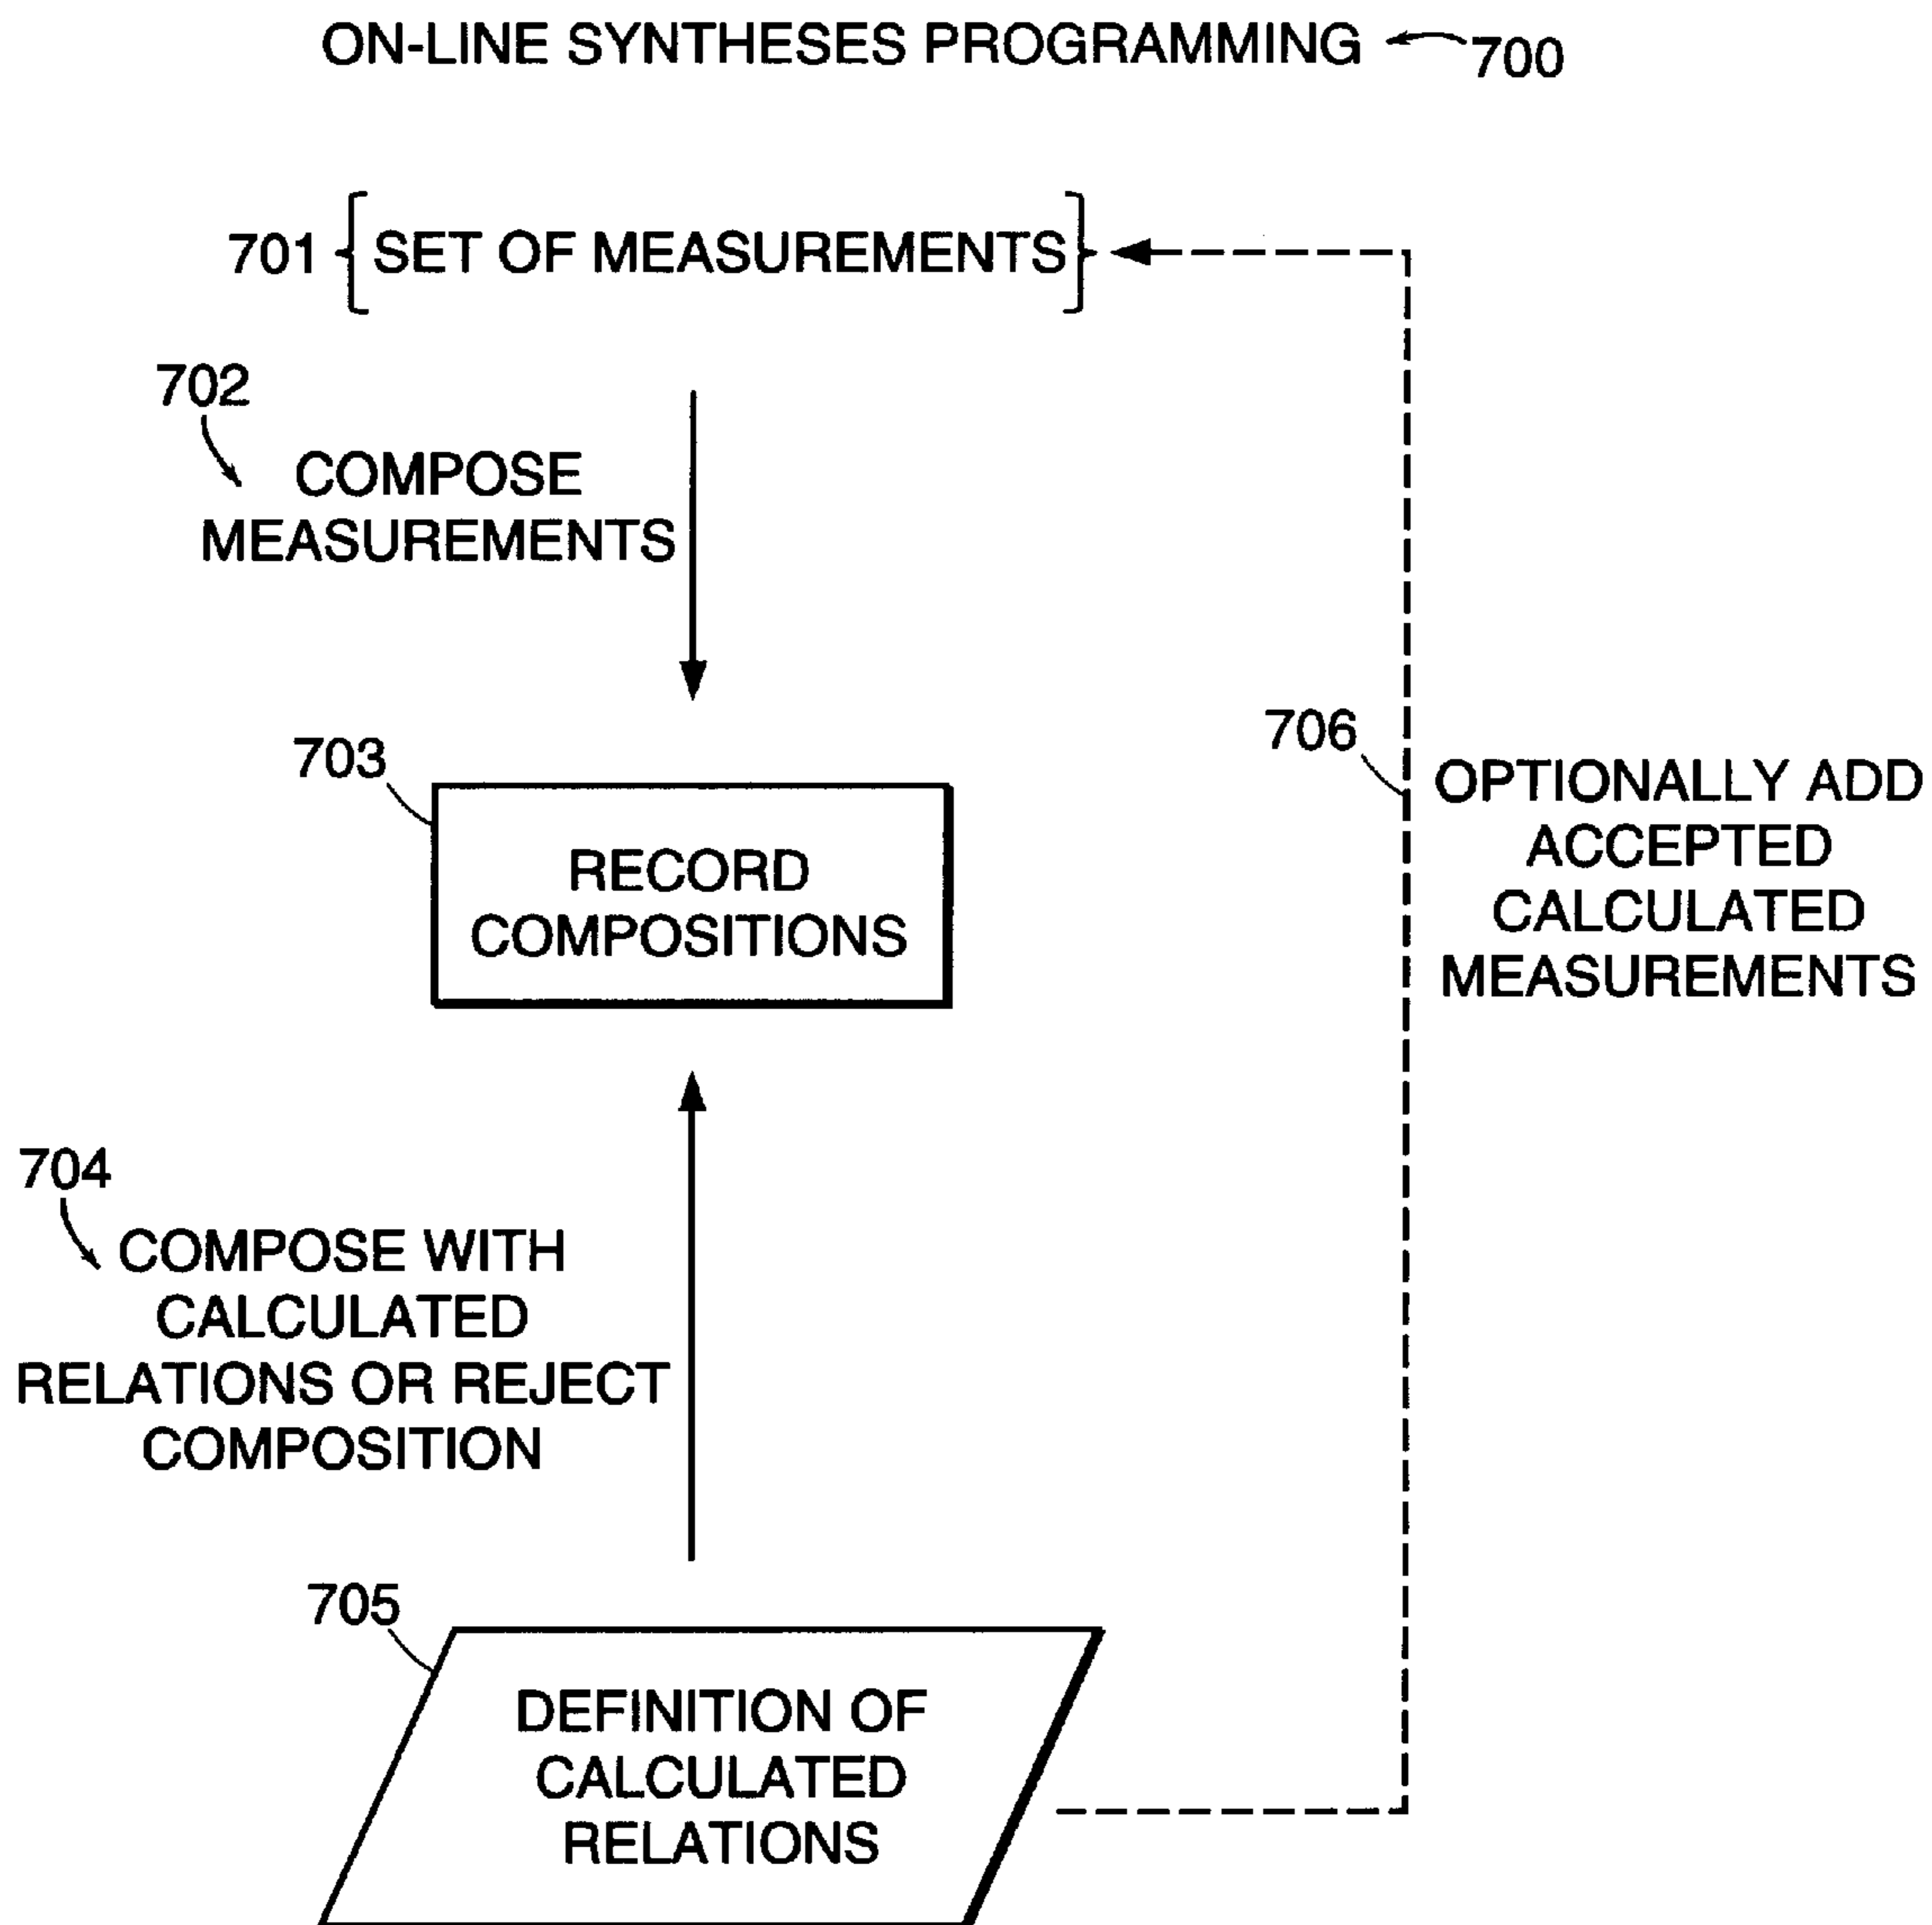 ON-LINE SYNTHESES PROGRAMMING 700
701 { SET OF MEASUREMENTS }
702
COMPOSE
MEASUREMENTS
703
RECORD
COMPOSITIONS
706
OPTIONALLY ADD
ACCEPTED
CALCULATED
MEASUREMENTS
704
COMPOSE WITH
CALCULATED
RELATIONS OR REJECT
COMPOSITION
705
DEFINITION OF
CALCULATED
RELATIONS